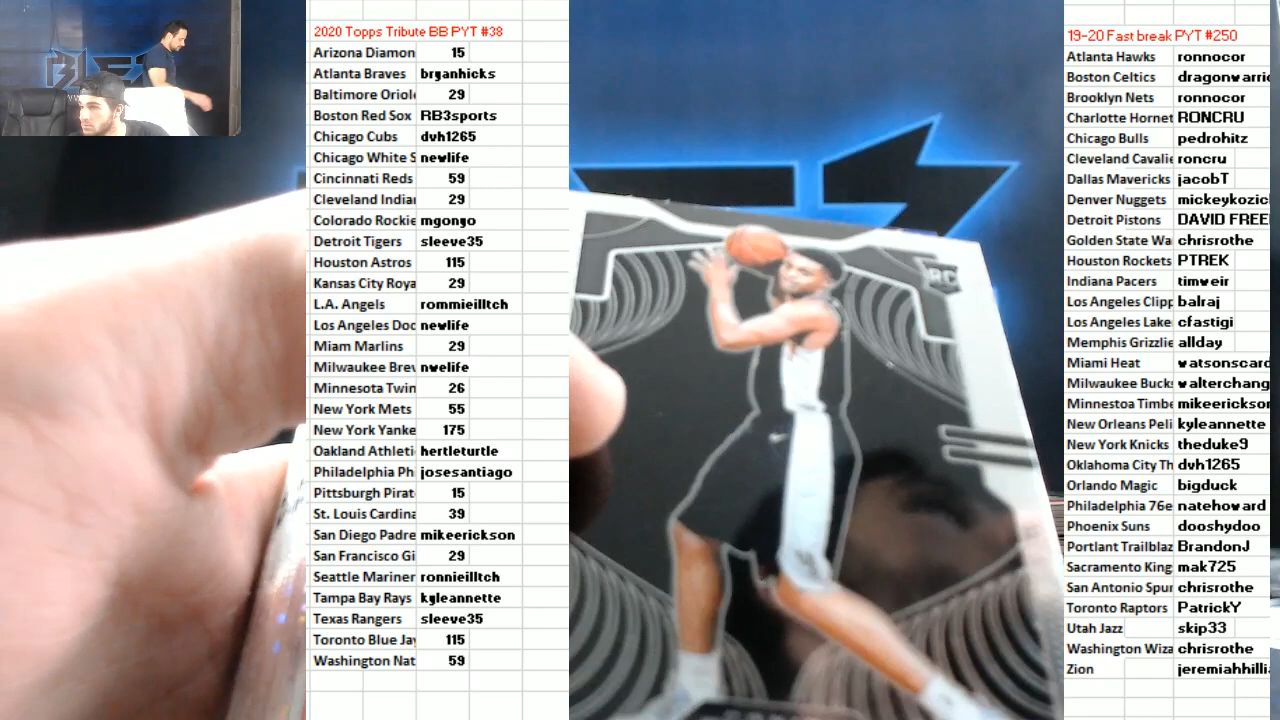 2020 Topps Tribute BB PYT #38
Arizona Diamon 15
Atlanta Braves bryanhicks
Baltimore Oriol 29
Boston Red Sox RB3sports
Chicago Cubs dvh1265
Chicago White S newlife
Cincinnati Reds 59
Cleveland Indian 29
Colorado Rockie mgongo
Detroit Tigers sleeve35
Houston Astros 115
Kansas City Roya 29
L.A. Angels rommieilltch
Los Angeles Doc newlife
Miam Marlins 29
Milwaukee Brev nwelife
Minnesota Twin 26
New York Mets 55
New York Yanke 175
Oakland Athleti hertleturtle
Philadelphia Ph josesantiago
Pittsburgh Pirat 15
St. Louis Cardina 39
San Diego Padre mikeerickson
San Francisco Gi 29
Seattle Mariner ronnieilltch
Tampa Bay Rays kyleannette
Texas Rangers sleeve35
Toronto Blue Jay 115
Washington Nat 59
RC
19-20 Fast break PYT #250
Atlanta Hawks ronnocor
Boston Celtics dragonwarric
Brooklyn Nets ronnocor
Charlotte Hornet RONCRU
Chicago Bulls pedrohitz
Cleveland Cavalie roncru
Dallas Mavericks jacobT
Denver Nuggets mickeykozic
Detroit Pistons DAVID FREE
Golden State Wa chrisrothe
Houston Rockets PTREK
Indiana Pacers timweir
Los Angeles Clipp balraj
Los Angeles Lake cfastigi
Memphis Grizzlie allday
Miami Heat watsonscard
Milwaukee Bucks walterchang
Minnestoa Timbe mikeerickson
New Orleans Peli kyleannette
New York Knicks theduke9
Oklahoma City Th dvh1265
Orlando Magic bigduck
Philadelphia 76e natehoward
Phoenix Suns dooshydoo
Portlant Trailblaz BrandonJ
Sacramento King mak725
San Antonio Spur chrisrothe
Toronto Raptors PatrickY
Utah Jazz skip33
Washington Wiza chrisrothe
Zion jeremiahhilli